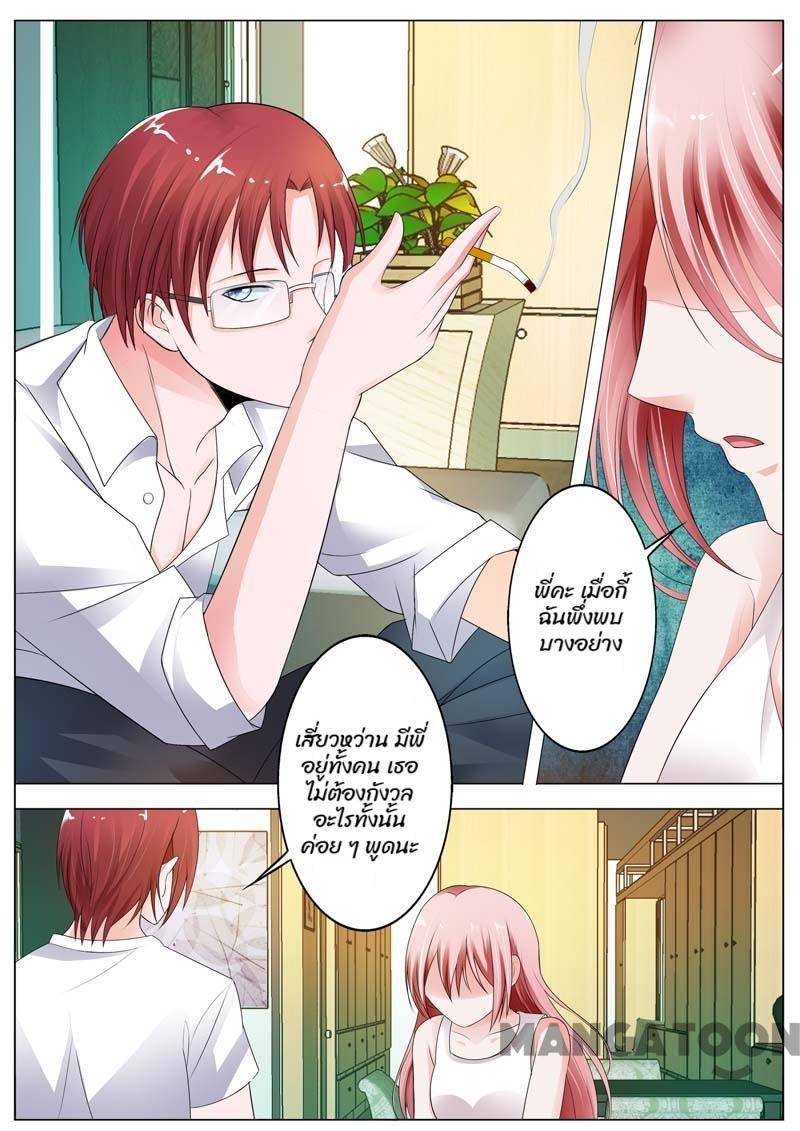 พี่คะ เมื่อกี้
ฉันพึ่งพบ
บางอย่าง
เสี่ยวหว่าน มีพี่
อยู่ทั้งคน เธอ
ไม่ต้องกังวล
อะไรทั้งนั้น
ค่อย ๆ พูดนะ
MANGATOON